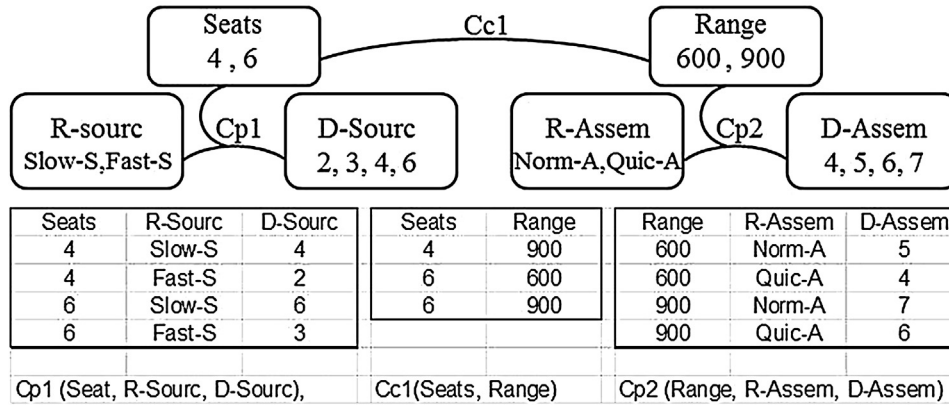 Seats
4 , 6
Cc1
Range
600 , 900
R-sourc
Slow-S,Fast-S
Cp1
D-Sourc
2, 3, 4, 6
R-Assem
Norm-A,Quic-A
Cp2
D-Assem
4, 5, 6, 7
Seats R-Sourc D-Sourc
4 Slow-S 4
4 Fast-S 2
6 Slow-S 6
6 Fast-S 3
Cp1 (Seat, R-Sourc, D-Sourc),
Seats Range
4 900
6 600
6 900
Cc1(Seats, Range)
Range R-Assem D-Assem
600 Norm-A 5
600 Quic-A 4
900 Norm-A 7
900 Quic-A 6
Cp2 (Range, R-Assem, D-Assem)